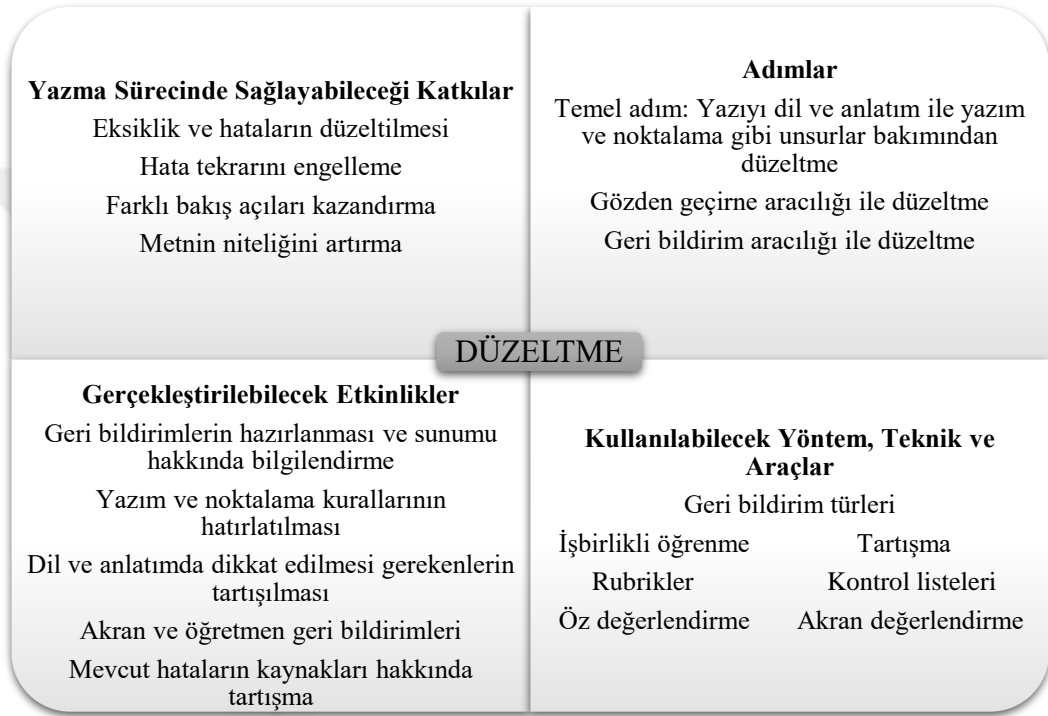 Yazma Sürecinde Sağlayabileceği Katkılar
Eksiklik ve hataların düzeltilmesi
Hata tekrarını engelleme
Farklı bakış açıları kazandırma
Metnin niteliğini artırma
Adımlar
Temel adım: Yazıyı dil ve anlatım ile yazım
ve noktalama gibi unsurlar bakımından
düzeltme
Gözden geçirne aracılığı ile düzeltme
Geri bildirim aracılığı ile düzeltme
DÜZELTME
Gerçekleştirilebilecek Etkinlikler
Geri bildirimlerin hazırlanması ve sunumu
hakkında bilgilendirme
Yazım ve noktalama kurallarının
hatırlatılması
Dil ve anlatımda dikkat edilmesi gerekenlerin
tartışılması
Akran ve öğretmen geri bildirimleri
Mevcut hataların kaynakları hakkında
tartışma
Kullanılabilecek Yöntem, Teknik ve
Araçlar
Geri bildirim türleri
İşbirlikli öğrenme Tartışma
Rubrikler Kontrol listeleri
Öz değerlendirme Akran değerlendirme